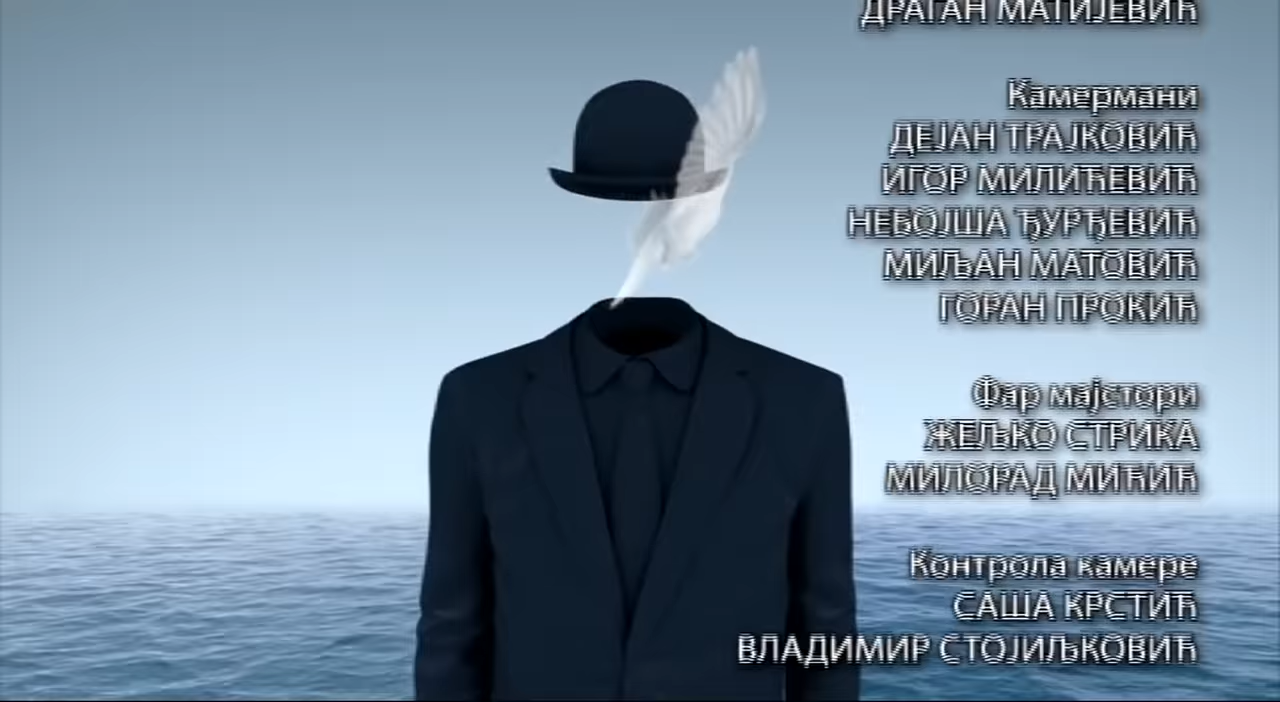 ДРАГАН МАТИЈЕВИЋ
Камермани
ДЕЈАН ТРАЈКОВИЋ
ИГОР МИЛИЋЕВИЋ
НЕБОЈША ЂУРЂЕВИЋ
МИЉАН МАТОВИЋ
ГОРАН ПРОКИЋ
Фар мајстори
ЖЕЉКО СТРИКА
МИЛОРАД МИЋИЋ
Контрола камере
САША КРСТИЋ
ВЛАДИМИР СТОЈИЉКОВИЋ